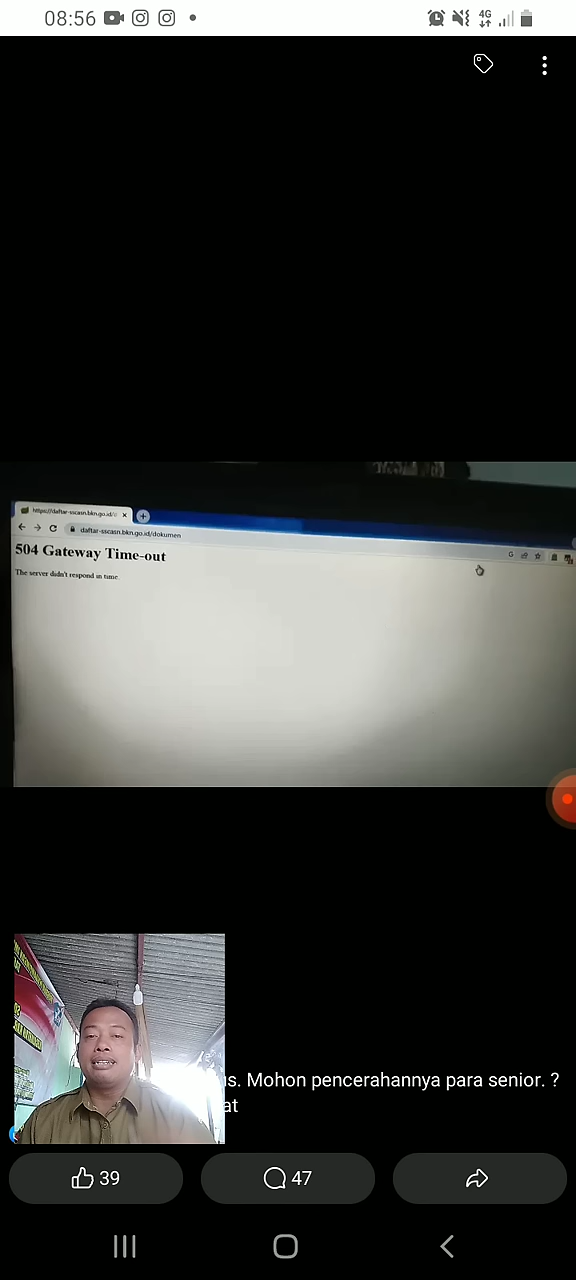 08:56
4G
https://daftar-sscasn.bkn.go.id/
daftar-sscasn.bkn.go.id/dokumen
504 Gateway Time-out
The server didn't respond in time.
us. Mohon pencerahannya para senior. ?
at
39
47